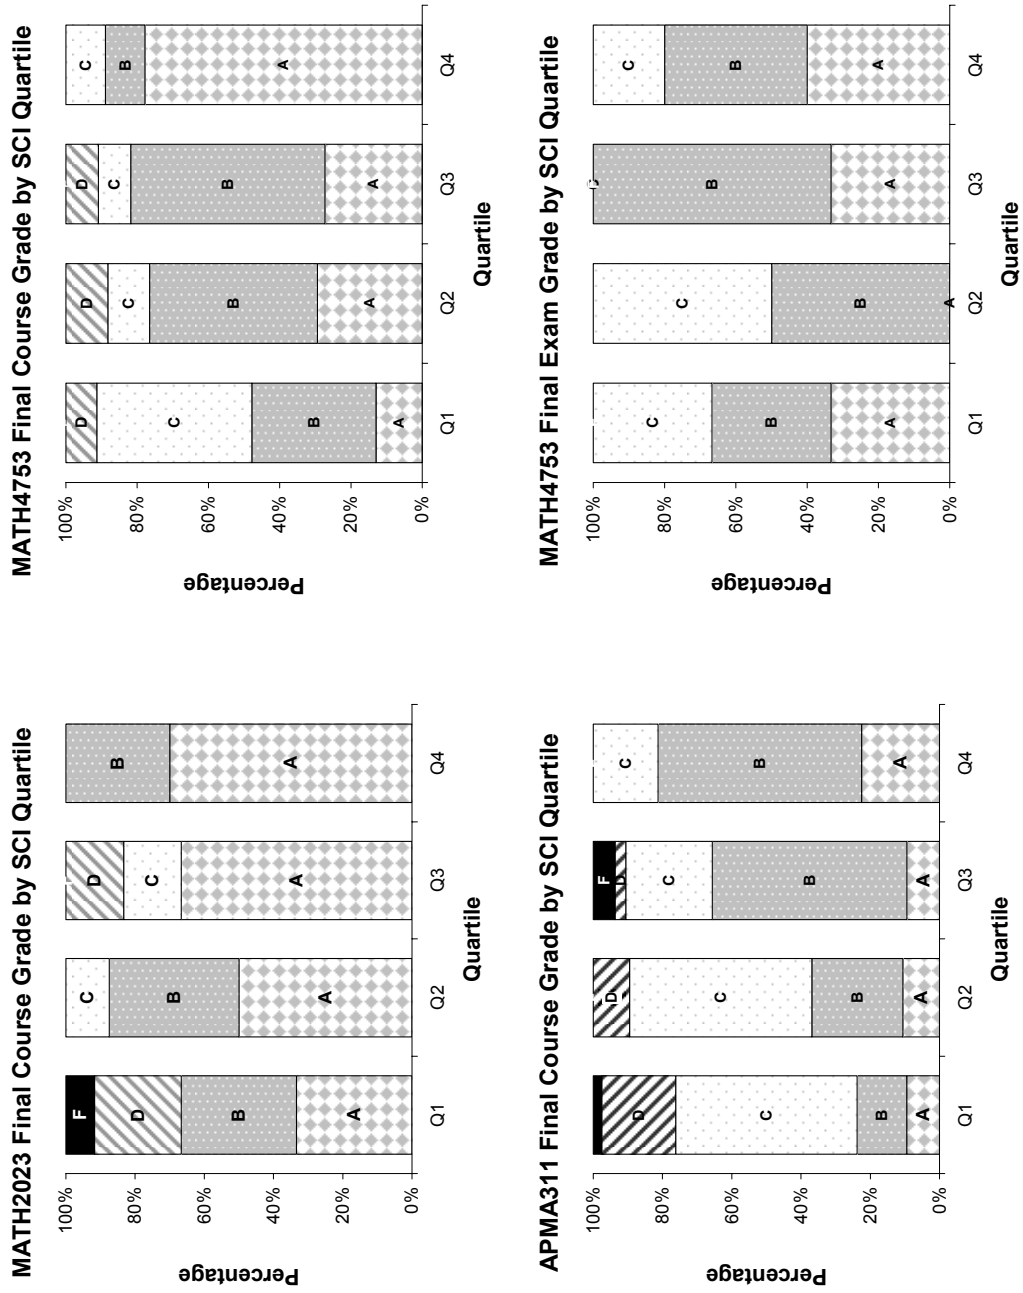 MATH2023 Final Course Grade by SCI Quartile
Percentage
100%
80%
60%
40%
20%
0%
F
D
B
A
C
B
A
D
C
A
B
A
Q1
Q2
Q3
Q4
Quartile
MATH4753 Final Course Grade by SCI Quartile
Percentage
100%
80%
60%
40%
20%
0%
D
C
B
A
D
C
B
A
D
C
B
A
C
B
A
Q1
Q2
Q3
Q4
Quartile
APMA311 Final Course Grade by SCI Quartile
Percentage
100%
80%
60%
40%
20%
0%
D
C
B
A
D
C
B
A
F
D
C
B
A
C
B
A
Q1
Q2
Q3
Q4
Quartile
MATH4753 Final Exam Grade by SCI Quartile
Percentage
100%
80%
60%
40%
20%
0%
C
B
A
C
B
A
B
A
C
B
A
Q1
Q2
Q3
Q4
Quartile